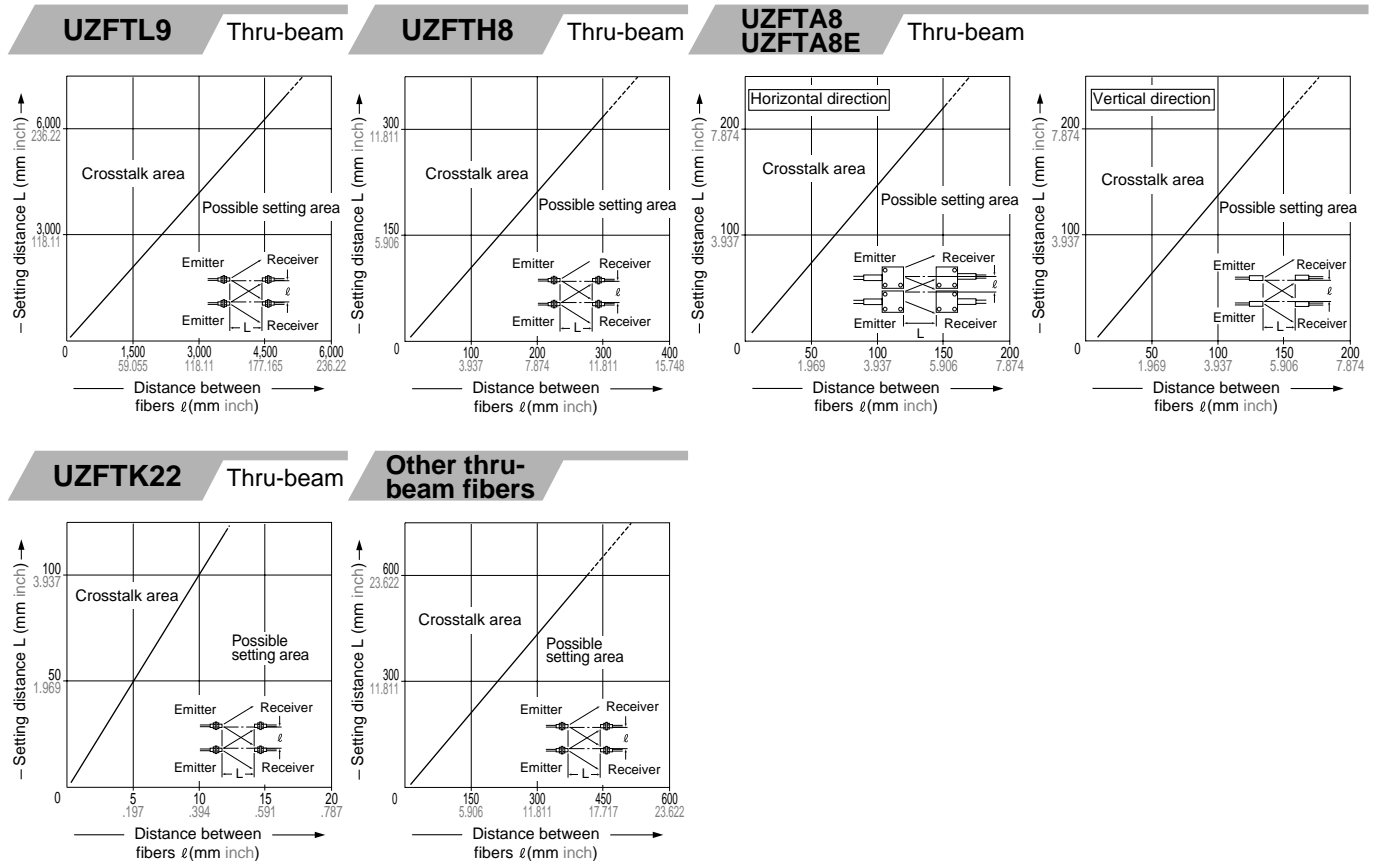 UZFTL9 Thru-beam
— Setting distance L (mm inch) →
6,000
236.22
3,000
118.11
Crosstalk area
Possible setting area
Emitter Receiver
ℓ
Emitter L Receiver
0 1,500 3,000 4,500 6,000
59.055 118.11 177.165 236.22
Distance between
fibers ℓ(mm inch)
UZFTH8 Thru-beam
— Setting distance L (mm inch) →
300
11.811
150
5.906
Crosstalk area
Possible setting area
Emitter Receiver
ℓ
Emitter L Receiver
0 100 200 300 400
3.937 7.874 11.811 15.748
Distance between
fibers ℓ(mm inch)
UZFTA8
UZFTA8E Thru-beam
— Setting distance L (mm inch) →
Horizontal direction
200
7.874
100
3.937
Crosstalk area
Possible setting area
Emitter Receiver
ℓ
Emitter L Receiver
0 50 100 150 200
1.969 3.937 5.906 7.874
Distance between
fibers ℓ(mm inch)
— Setting distance L (mm inch) →
Vertical direction
200
7.874
100
3.937
Crosstalk area
Possible setting area
Emitter Receiver
ℓ
Emitter L Receiver
0 50 100 150 200
1.969 3.937 5.906 7.874
Distance between
fibers ℓ(mm inch)
UZFTK22 Thru-beam
— Setting distance L (mm inch) →
100
3.937
50
1.969
Crosstalk area
Possible
setting area
Emitter Receiver
ℓ
Emitter L Receiver
0 5 10 15 20
.197 .394 .591 .787
Distance between
fibers ℓ(mm inch)
Other thru-
beam fibers
— Setting distance L (mm inch) →
600
23.622
300
11.811
Crosstalk area
Possible
setting area
Emitter Receiver
ℓ
Emitter L Receiver
0 150 300 450 600
5.906 11.811 17.717 23.622
Distance between
fibers ℓ(mm inch)